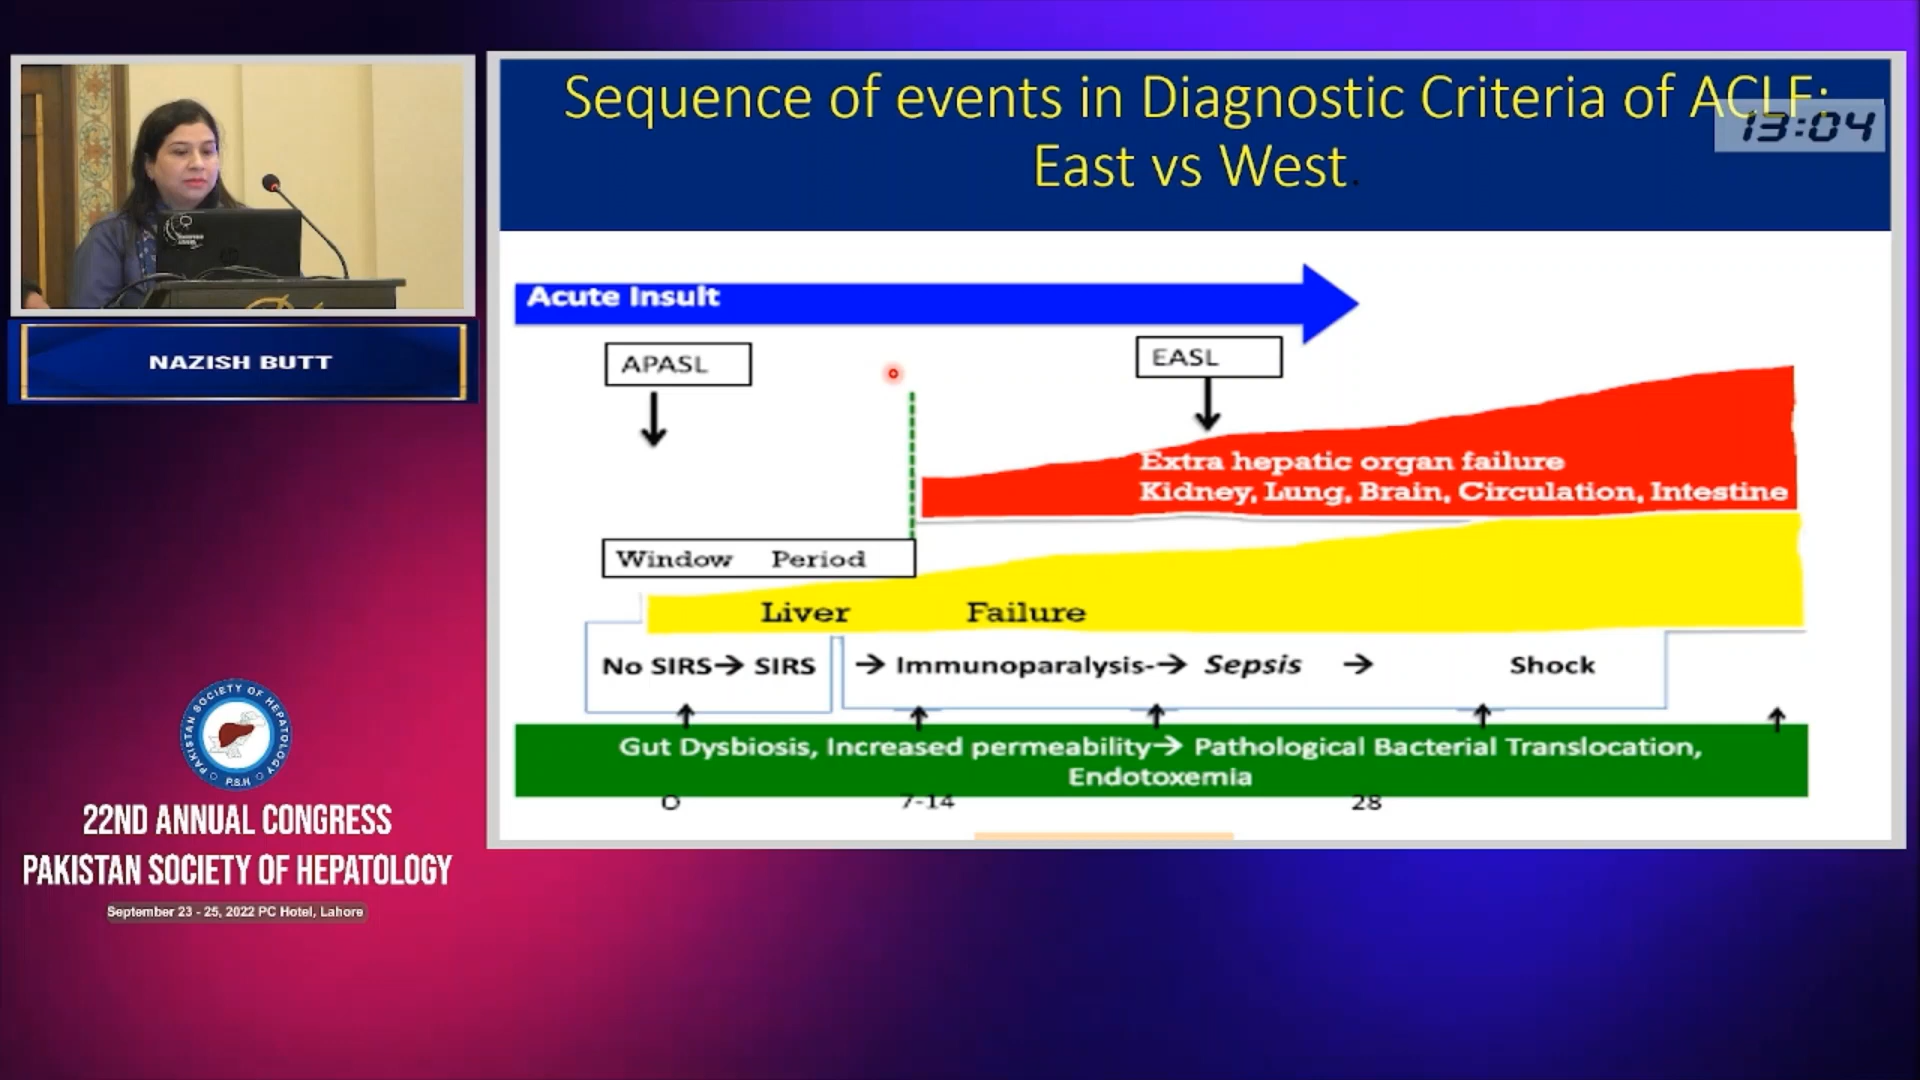 Sequence of events in Diagnostic Criteria of ACLF:
East vs West.
13:04
NAZISH BUTT
Acute Insult
APASL
EASL
Extra hepatic organ failure
Kidney, Lung, Brain, Circulation, Intestine
Window Period
Liver Failure
No SIRS→ SIRS
→ Immunoparalysis-→ Sepsis → Shock
Gut Dysbiosis, Increased permeability→ Pathological Bacterial Translocation,
Endotoxemia
0 7-14 28
PAKISTAN SOCIETY OF HEPATOLOGY
P.S.H
22ND ANNUAL CONGRESS
PAKISTAN SOCIETY OF HEPATOLOGY
September 23 - 25, 2022 PC Hotel, Lahore